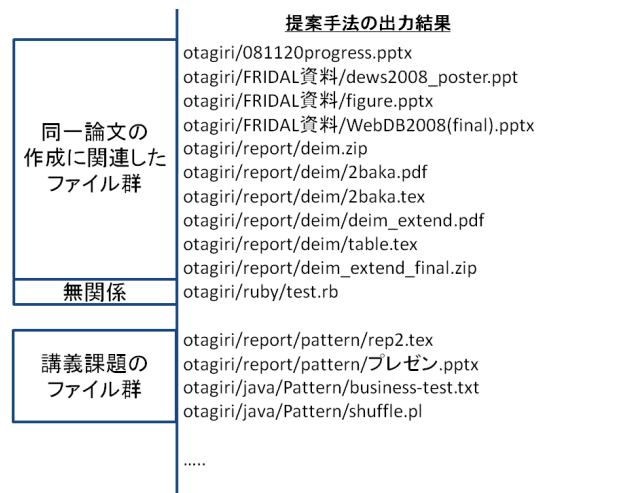 提案手法の出力結果
同一論文の
作成に関連した
ファイル群
otagiri/081120progress.pptx
otagiri/FRIDAL資料/dews2008_poster.ppt
otagiri/FRIDAL資料/figure.pptx
otagiri/FRIDAL資料/WebDB2008(final).pptx
otagiri/report/deim.zip
otagiri/report/deim/2baka.pdf
otagiri/report/deim/2baka.tex
otagiri/report/deim/deim_extend.pdf
otagiri/report/deim/table.tex
otagiri/report/deim_extend_final.zip
無関係
otagiri/ruby/test.rb
講義課題の
ファイル群
otagiri/report/pattern/rep2.tex
otagiri/report/pattern/プレゼン.pptx
otagiri/java/Pattern/business-test.txt
otagiri/java/Pattern/shuffle.pl
.....